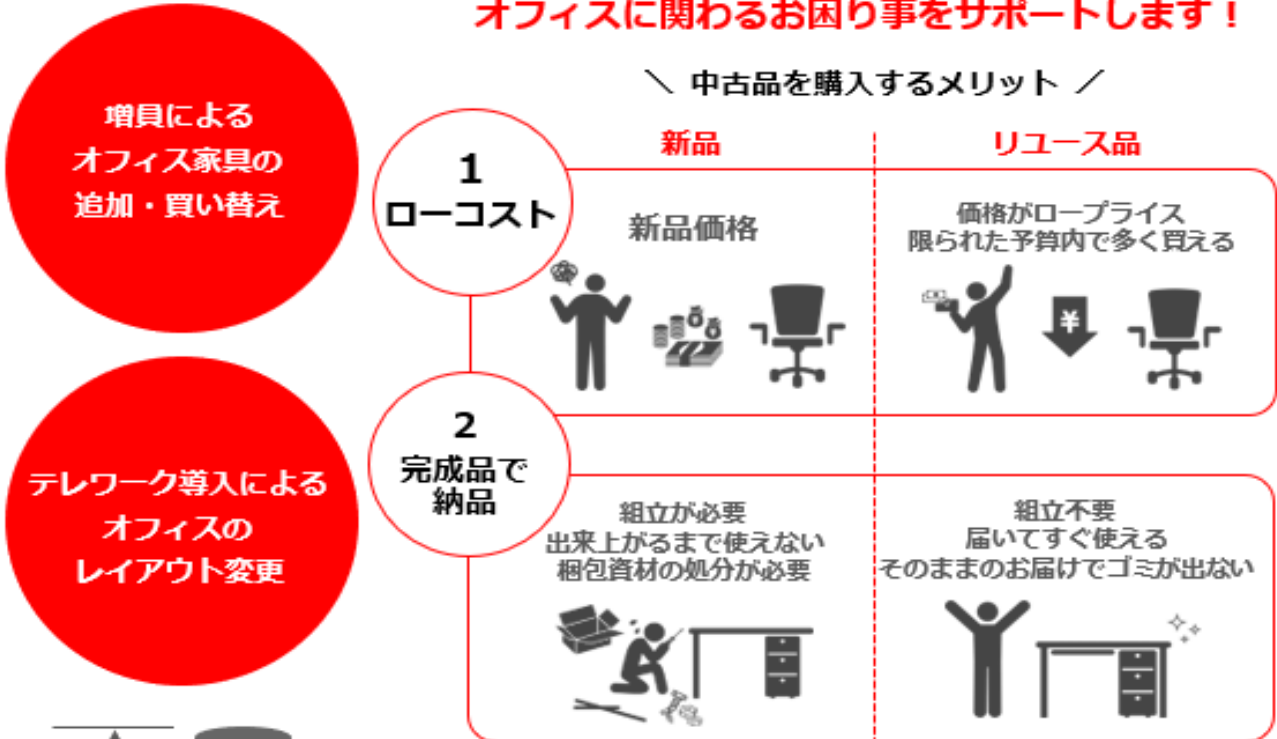 オフィスに関わるお困り事をサポートします！
増員による
オフィス家具の
追加・買い替え
テレワーク導入による
オフィスの
レイアウト変更
＼ 中古品を購入するメリット ／
新品
リユース品
1
ローコスト
新品価格
価格がロープライス
限られた予算内で多く買える
¥
2
完成品で
納品
組立が必要
出来上がるまで使えない
梱包資材の処分が必要
組立不要
届いてすぐ使える
そのままのお届けでゴミが出ない